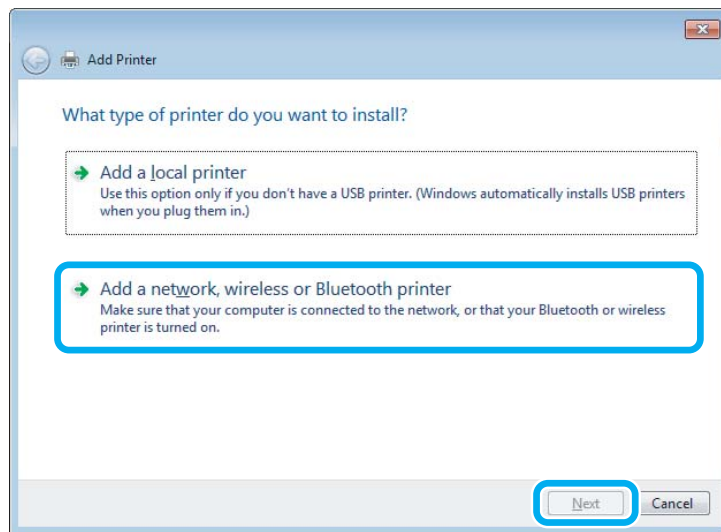 Add Printer
What type of printer do you want to install?
Add a local printer
Use this option only if you don't have a USB printer. (Windows automatically installs USB printers
when you plug them in.)
Add a network, wireless or Bluetooth printer
Make sure that your computer is connected to the network, or that your Bluetooth or wireless
printer is turned on.
Next Cancel